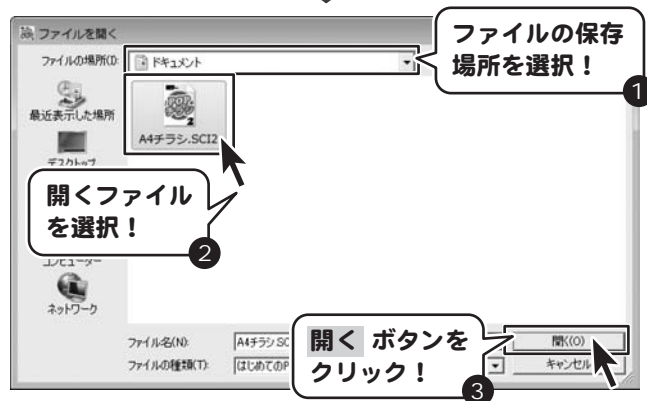 ファイルを開く
ファイルの保存
場所を選択！
1
ファイルの場所(I):
ドキュメント
最近表示した場所
A4チラシ.SCI2
デスクトップ
開くファイル
を選択！
2
コンピューター
ネットワーク
ファイル名(N):
A4チラシ.SC
開く ボタンを
クリック！
3
開く(O)
ファイルの種類(T):
はじめてのP
キャンセル